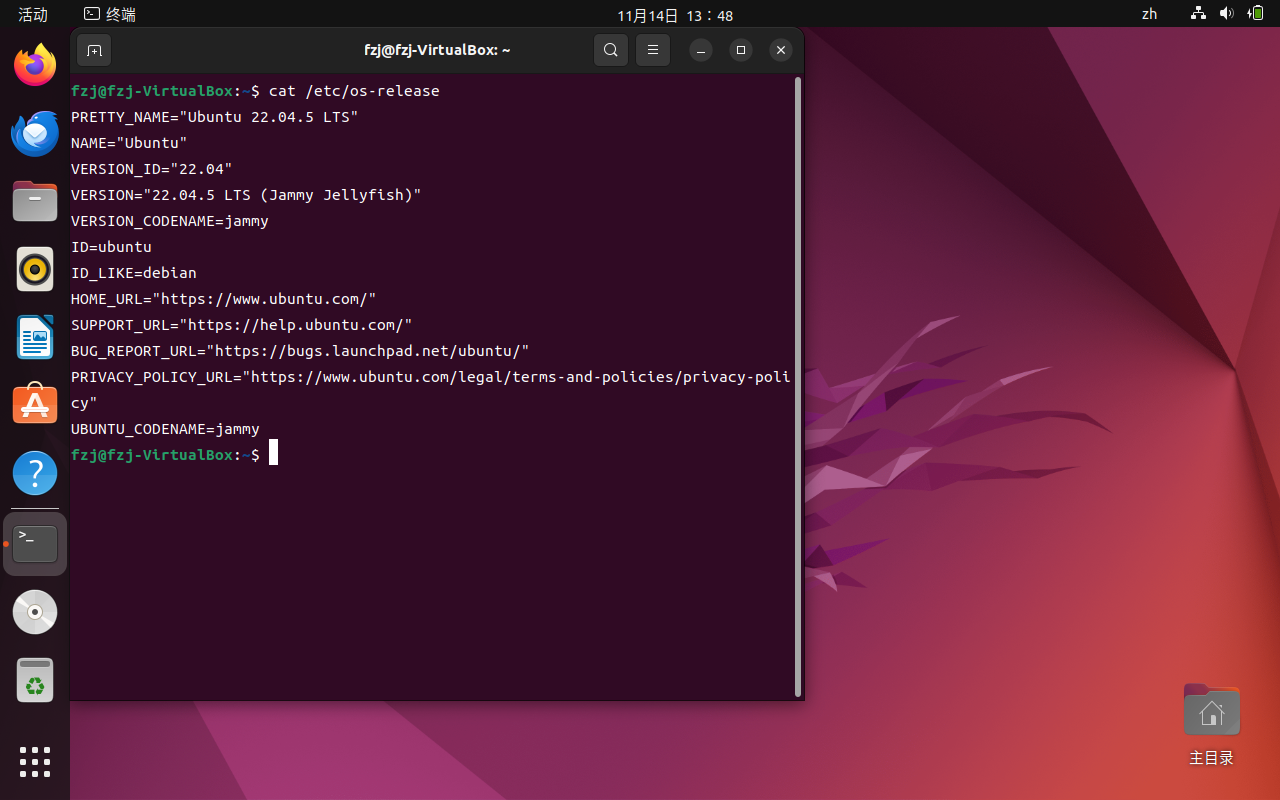 活动
终端
11月14日 13：48
zh
fzj@fzj-VirtualBox: ~
fzj@fzj-VirtualBox:~$ cat /etc/os-release
PRETTY_NAME="Ubuntu 22.04.5 LTS"
NAME="Ubuntu"
VERSION_ID="22.04"
VERSION="22.04.5 LTS (Jammy Jellyfish)"
VERSION_CODENAME=jammy
ID=ubuntu
ID_LIKE=debian
HOME_URL="https://www.ubuntu.com/"
SUPPORT_URL="https://help.ubuntu.com/"
BUG_REPORT_URL="https://bugs.launchpad.net/ubuntu/"
PRIVACY_POLICY_URL="https://www.ubuntu.com/legal/terms-and-policies/privacy-poli
cy"
UBUNTU_CODENAME=jammy
fzj@fzj-VirtualBox:~$
主目录